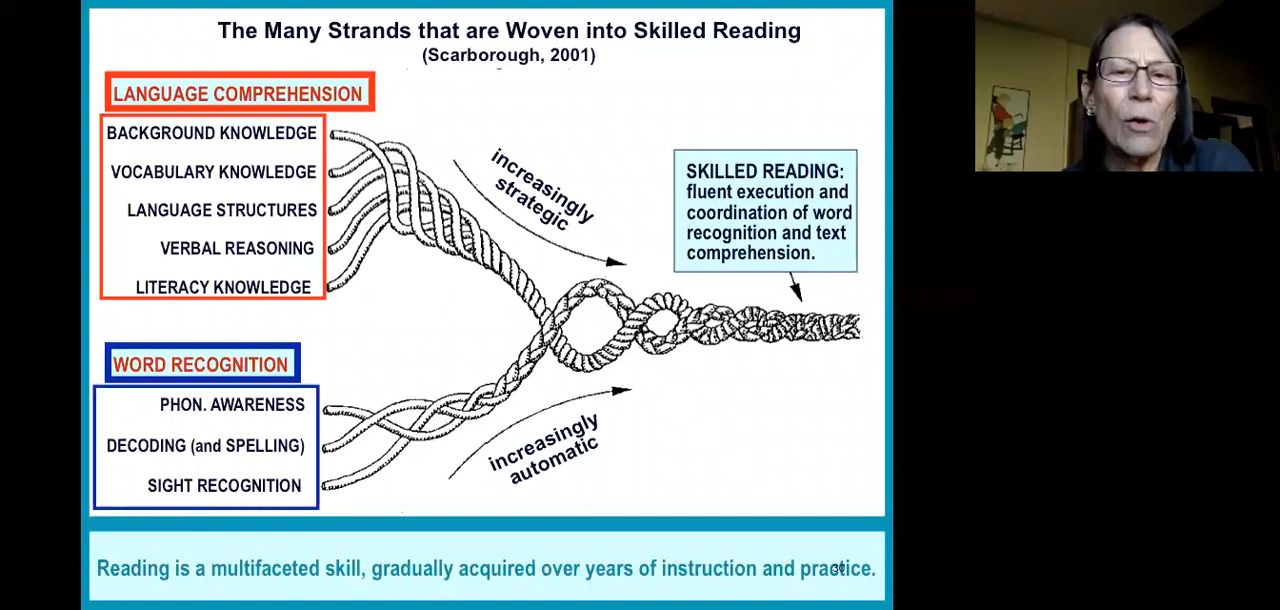 The Many Strands that are Woven into Skilled Reading
(Scarborough, 2001)
LANGUAGE COMPREHENSION
BACKGROUND KNOWLEDGE
VOCABULARY KNOWLEDGE
LANGUAGE STRUCTURES
VERBAL REASONING
LITERACY KNOWLEDGE
increasingly
strategic
SKILLED READING:
fluent execution and
coordination of word
recognition and text
comprehension.
WORD RECOGNITION
PHON. AWARENESS
DECODING (and SPELLING)
SIGHT RECOGNITION
increasingly
automatic
Reading is a multifaceted skill, gradually acquired over years of instruction and practice.